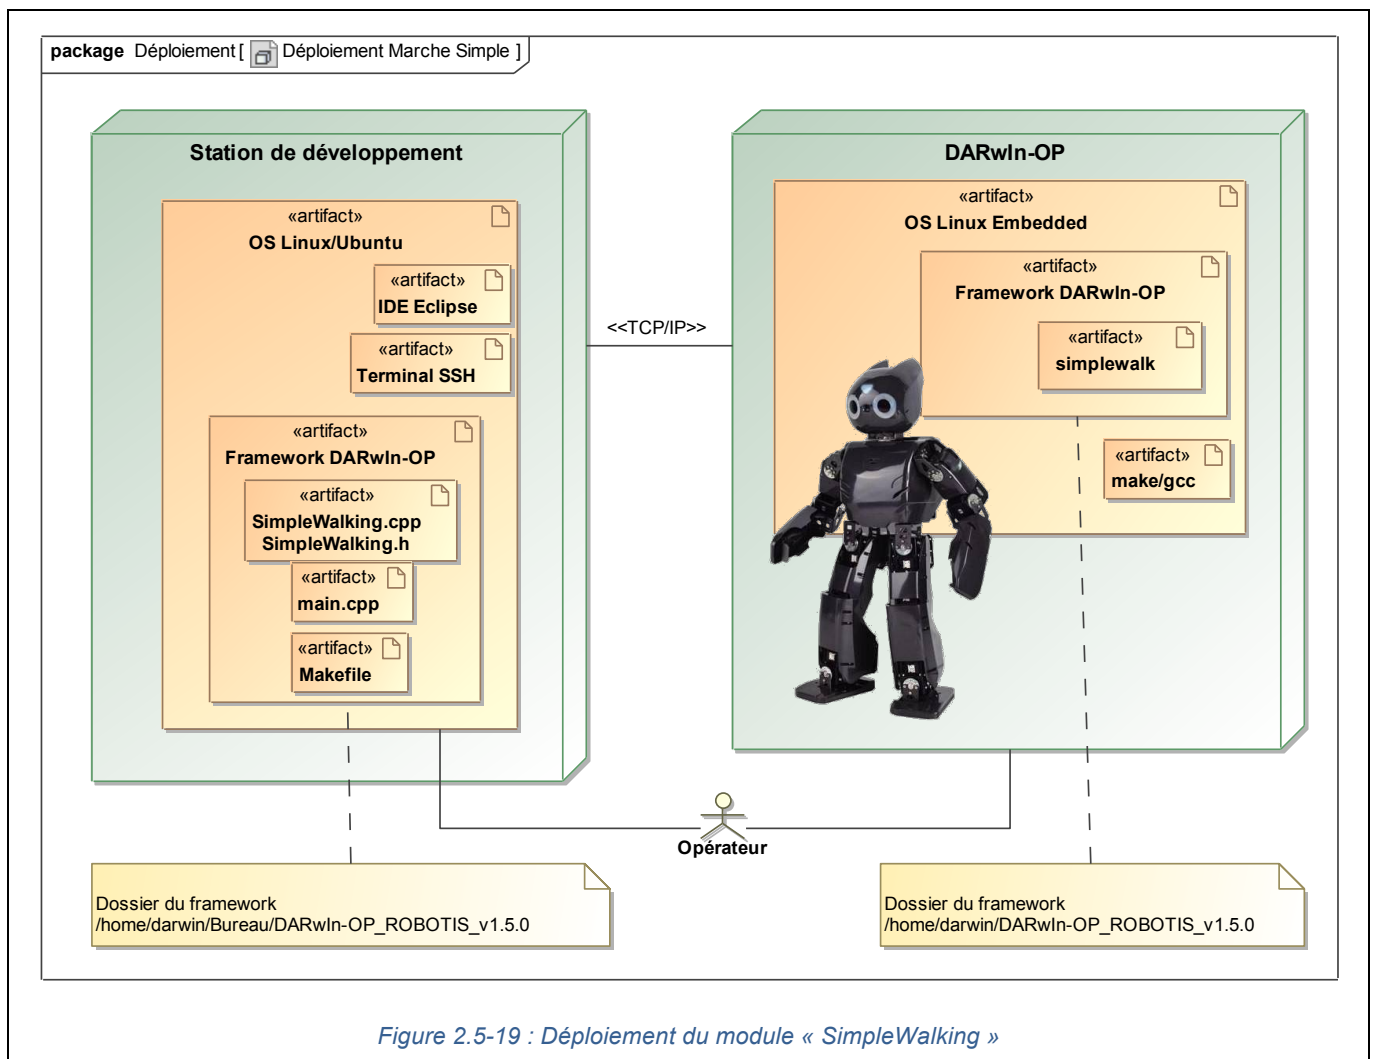 package Déploiement [ Déploiement Marche Simple ]
Station de développement
«artifact»
OS Linux/Ubuntu
«artifact»
IDE Eclipse
«artifact»
Terminal SSH
«artifact»
Framework DARwIn-OP
«artifact»
SimpleWalking.cpp
SimpleWalking.h
«artifact»
main.cpp
«artifact»
Makefile
<<TCP/IP>>
DARwIn-OP
«artifact»
OS Linux Embedded
«artifact»
Framework DARwIn-OP
«artifact»
simplewalk
«artifact»
make/gcc
Opérateur
Dossier du framework
/home/darwin/Bureau/DARwIn-OP_ROBOTIS_v1.5.0
Dossier du framework
/home/darwin/DARwIn-OP_ROBOTIS_v1.5.0
Figure 2.5-19 : Déploiement du module « SimpleWalking »